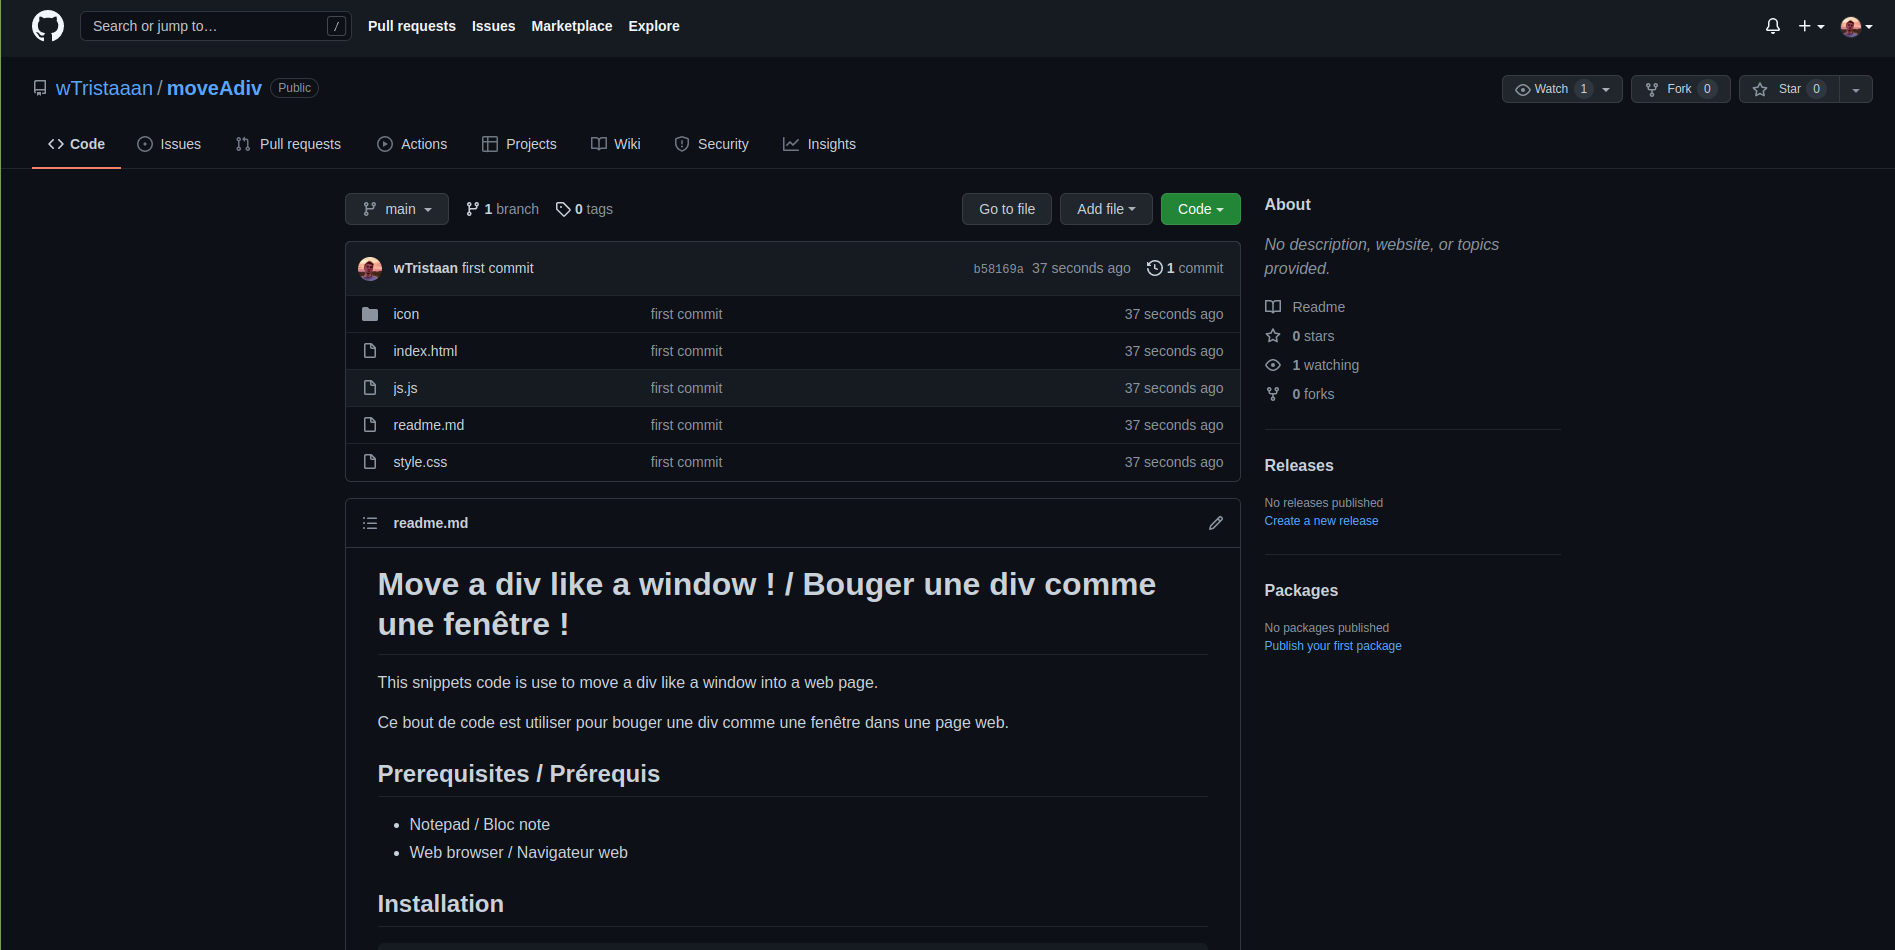 Search or jump to…
/
Pull requests Issues Marketplace Explore
wTristaaan / moveAdiv Public
Watch 1
Fork 0
Star 0
Code Issues Pull requests Actions Projects Wiki Security Insights
main
1 branch
0 tags
Go to file
Add file
Code
wTristaan first commit b58169a 37 seconds ago 1 commit
icon first commit 37 seconds ago
index.html first commit 37 seconds ago
js.js first commit 37 seconds ago
readme.md first commit 37 seconds ago
style.css first commit 37 seconds ago
readme.md
Move a div like a window ! / Bouger une div comme
une fenêtre !
This snippets code is use to move a div like a window into a web page.
Ce bout de code est utiliser pour bouger une div comme une fenêtre dans une page web.
Prerequisites / Prérequis
Notepad / Bloc note
Web browser / Navigateur web
Installation
About
No description, website, or topics
provided.
Readme
0 stars
1 watching
0 forks
Releases
No releases published
Create a new release
Packages
No packages published
Publish your first package